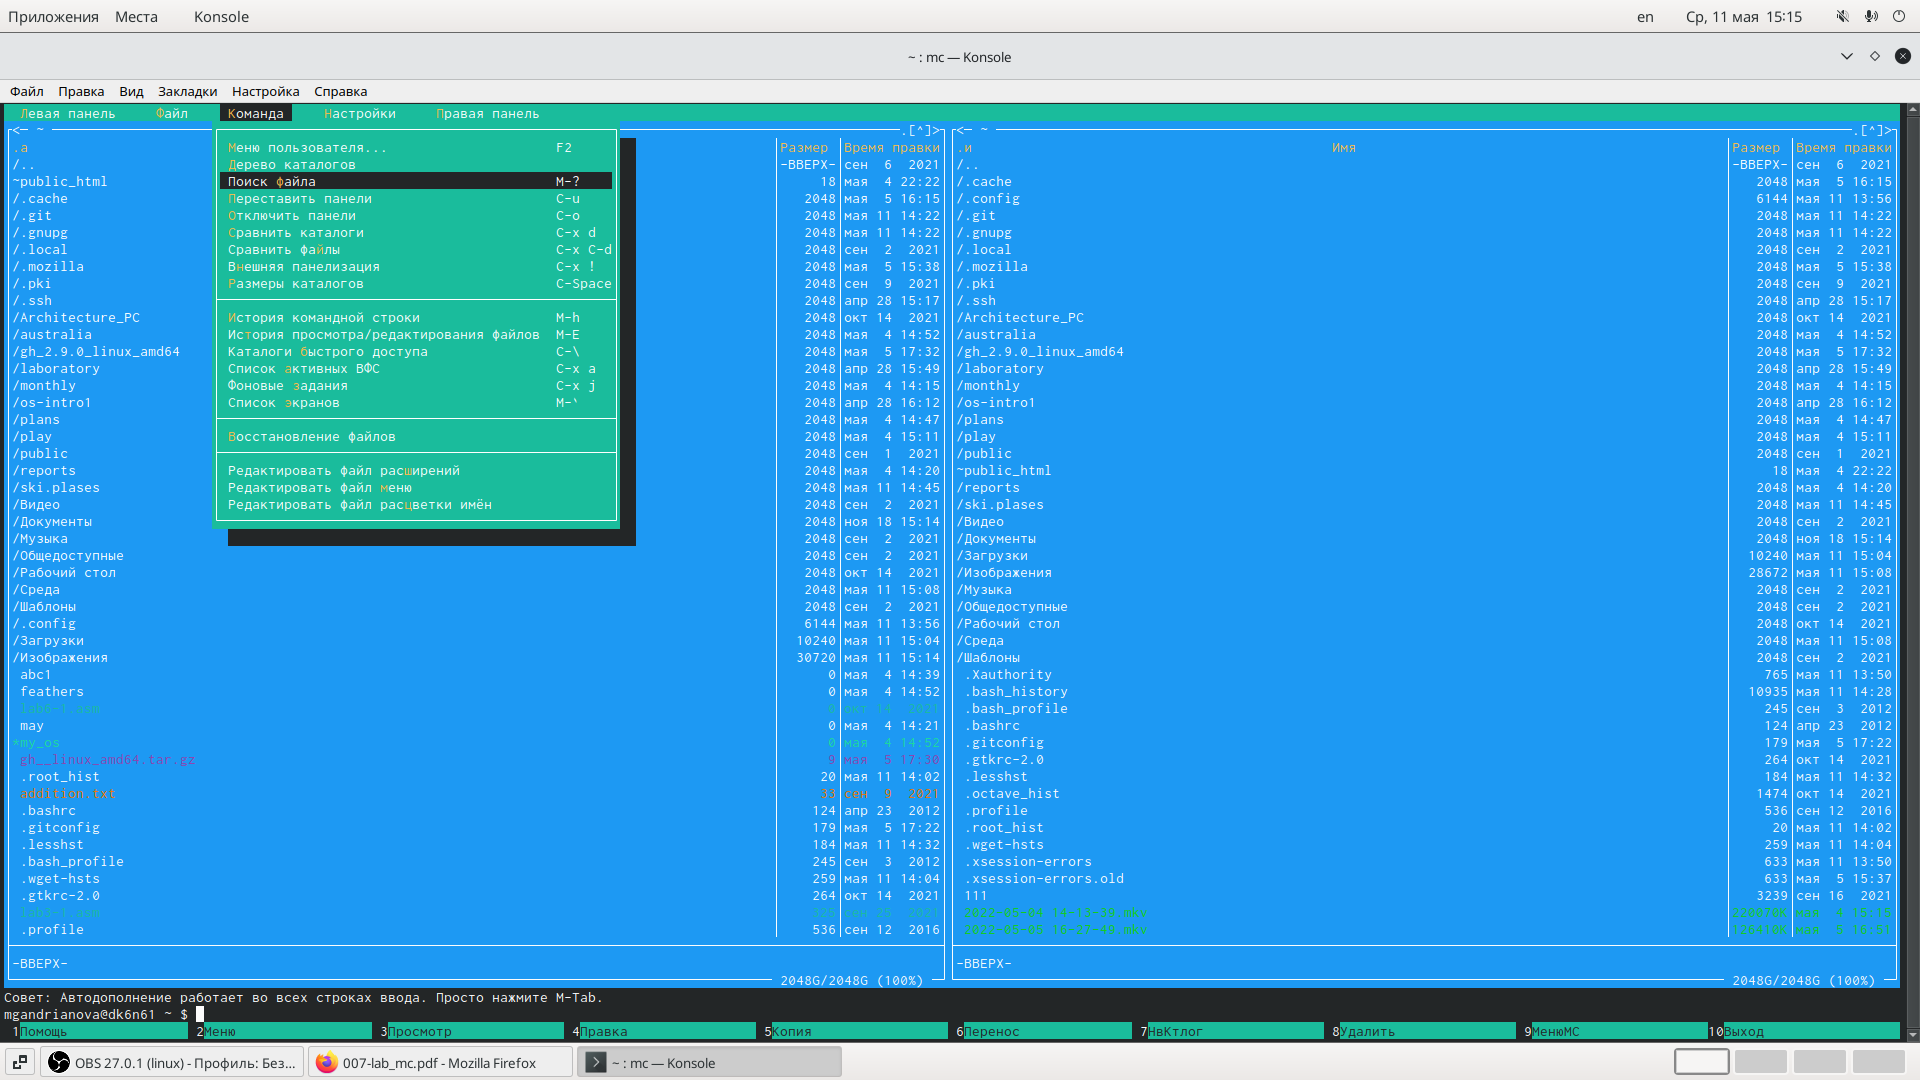 Приложения Места Konsole en Ср, 11 мая 15:15
~ : mc — Konsole
Файл Правка Вид Закладки Настройка Справка
Левая панель Файл Команда Настройки Правая панель
<─ ~ .[^]> <─ ~ .[^]>
Меню пользователя... F2
Дерево каталогов
Поиск файла M-?
Переставить панели C-u
Отключить панели C-o
Сравнить каталоги C-x d
Сравнить файлы C-x C-d
Внешняя панелизация C-x !
Размеры каталогов C-Space
История командной строки M-h
История просмотра/редактирования файлов M-E
Каталоги быстрого доступа C-\
Список активных ВФС C-x a
Фоновые задания C-x j
Список экранов M-`
Восстановление файлов
Редактировать файл расширений
Редактировать файл меню
Редактировать файл расцветки имён
.а Размер Время правки
/.. -ВВЕРХ- сен 6 2021
~public_html 18 мая 4 22:22
/.cache 2048 мая 5 16:15
/.git 2048 мая 11 14:22
/.gnupg 2048 мая 11 14:22
/.local 2048 сен 2 2021
/.mozilla 2048 мая 5 15:38
/.pki 2048 сен 9 2021
/.ssh 2048 апр 28 15:17
/Architecture_PC 2048 окт 14 2021
/australia 2048 мая 4 14:52
/gh_2.9.0_linux_amd64 2048 мая 5 17:32
/laboratory 2048 апр 28 15:49
/monthly 2048 мая 4 14:15
/os-intro1 2048 апр 28 16:12
/plans 2048 мая 4 14:47
/play 2048 мая 4 15:11
/public 2048 сен 1 2021
/reports 2048 мая 4 14:20
/ski.plases 2048 мая 11 14:45
/Видео 2048 сен 2 2021
/Документы 2048 ноя 18 15:14
/Музыка 2048 сен 2 2021
/Общедоступные 2048 сен 2 2021
/Рабочий стол 2048 окт 14 2021
/Среда 2048 мая 11 15:08
/Шаблоны 2048 сен 2 2021
/.config 6144 мая 11 13:56
/Загрузки 10240 мая 11 15:04
/Изображения 30720 мая 11 15:14
abc1 0 мая 4 14:39
feathers 0 мая 4 14:52
lab6-1.asm 0 окт 14 2021
may 0 мая 4 14:21
*my_os 0 мая 4 14:52
gh__linux_amd64.tar.gz 9 мая 5 17:30
.root_hist 20 мая 11 14:02
addition.txt 33 сен 9 2021
.bashrc 124 апр 23 2012
.gitconfig 179 мая 5 17:22
.lesshst 184 мая 11 14:32
.bash_profile 245 сен 3 2012
.wget-hsts 259 мая 11 14:04
.gtkrc-2.0 264 окт 14 2021
.profile 536 сен 12 2016
-ВВЕРХ-
2048G/2048G (100%)
.и Имя Размер Время правки
/.. -ВВЕРХ- сен 6 2021
/.cache 2048 мая 5 16:15
/.config 6144 мая 11 13:56
/.git 2048 мая 11 14:22
/.gnupg 2048 мая 11 14:22
/.local 2048 сен 2 2021
/.mozilla 2048 мая 5 15:38
/.pki 2048 сен 9 2021
/.ssh 2048 апр 28 15:17
/Architecture_PC 2048 окт 14 2021
/australia 2048 мая 4 14:52
/gh_2.9.0_linux_amd64 2048 мая 5 17:32
/laboratory 2048 апр 28 15:49
/monthly 2048 мая 4 14:15
/os-intro1 2048 апр 28 16:12
/plans 2048 мая 4 14:47
/play 2048 мая 4 15:11
/public 2048 сен 1 2021
~public_html 18 мая 4 22:22
/reports 2048 мая 4 14:20
/ski.plases 2048 мая 11 14:45
/Видео 2048 сен 2 2021
/Документы 2048 ноя 18 15:14
/Загрузки 10240 мая 11 15:04
/Изображения 28672 мая 11 15:08
/Музыка 2048 сен 2 2021
/Общедоступные 2048 сен 2 2021
/Рабочий стол 2048 окт 14 2021
/Среда 2048 мая 11 15:08
/Шаблоны 2048 сен 2 2021
.Xauthority 765 мая 11 13:50
.bash_history 10935 мая 11 14:28
.bash_profile 245 сен 3 2012
.bashrc 124 апр 23 2012
.gitconfig 179 мая 5 17:22
.gtkrc-2.0 264 окт 14 2021
.lesshst 184 мая 11 14:32
.octave_hist 1474 окт 14 2021
.profile 536 сен 12 2016
.root_hist 20 мая 11 14:02
.wget-hsts 259 мая 11 14:04
.xsession-errors 633 мая 11 13:50
.xsession-errors.old 633 мая 5 15:37
111 3239 сен 16 2021
-ВВЕРХ-
2048G/2048G (100%)
Совет: Автодополнение работает во всех строках ввода. Просто нажмите M-Tab.
mgandrianova@dk6n61 ~ $
1Помощь 2Меню 3Просмотр 4Правка 5Копия 6Перенос 7НвКтлог 8Удалить 9МенюМС 10Выход
OBS 27.0.1 (linux) - Профиль: Без... 007-lab_mc.pdf - Mozilla Firefox ~ : mc — Konsole